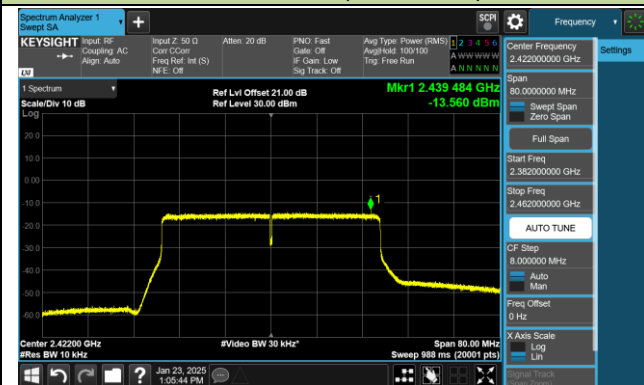 Spectrum Analyzer 1
Swept SA
SCPI
Frequency
KEYSIGHT
Input: RF
Coupling: AC
Align: Auto
Input Z: 50 Ω
Corr CCorr
Freq Ref: Int (S)
NFE: Off
Atten: 20 dB
PNO: Fast
Gate: Off
IF Gain: Low
Sig Track: Off
Avg Type: Power (RMS)
Avg|Hold: 100/100
Trig: Free Run
1 2 3 4 5 6
A W W W W W
A N N N N N
LXI
1 Spectrum
Scale/Div 10 dB
Log
Ref Lvl Offset 21.00 dB
Ref Level 30.00 dBm
Mkr1 2.439 484 GHz
-13.560 dBm
20.0
10.0
0.00
-10.0
-20.0
-30.0
-40.0
-50.0
-60.0
1
Center 2.42200 GHz
#Res BW 10 kHz
#Video BW 30 kHz*
Span 80.00 MHz
Sweep 988 ms (20001 pts)
Center Frequency
2.422000000 GHz
Settings
Span
80.0000000 MHz
Swept Span
Zero Span
Full Span
Start Freq
2.382000000 GHz
Stop Freq
2.462000000 GHz
AUTO TUNE
CF Step
8.000000 MHz
Auto
Man
Freq Offset
0 Hz
X Axis Scale
Log
Lin
Signal Track
(Span Zoom)
Jan 23, 2025
1:05:44 PM